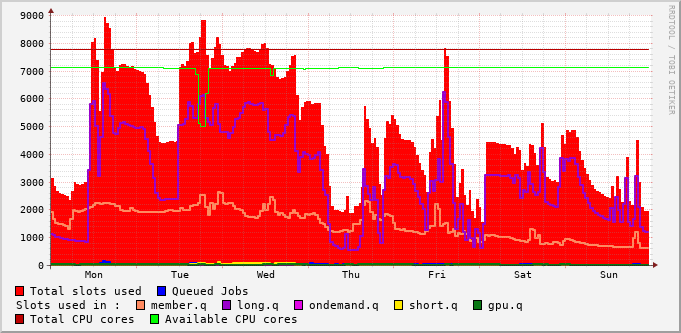 9000
8000
7000
6000
5000
4000
3000
2000
1000
0
Mon Tue Wed Thu Fri Sat Sun
RRDTOOL / TOBI OETIKER
Total slots used Queued Jobs
Slots used in : member.q long.q ondemand.q short.q gpu.q
Total CPU cores Available CPU cores